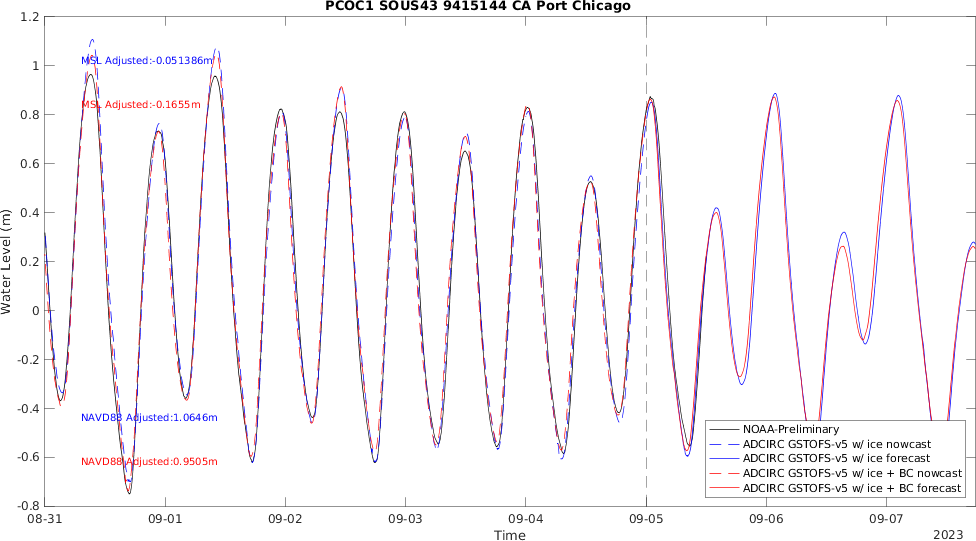 PCOC1 SOUS43 9415144 CA Port Chicago
1.2
1
0.8
0.6
0.4
0.2
0
-0.2
-0.4
-0.6
-0.8
Water Level (m)
MSL Adjusted:-0.051386m
MSL Adjusted:-0.1655m
NAVD88 Adjusted:1.0646m
NAVD88 Adjusted:0.9505m
NOAA-Preliminary
ADCIRC GSTOFS-v5 w/ ice nowcast
ADCIRC GSTOFS-v5 w/ ice forecast
ADCIRC GSTOFS-v5 w/ ice + BC nowcast
ADCIRC GSTOFS-v5 w/ ice + BC forecast
08-31 09-01 09-02 09-03 09-04 09-05 09-06 09-07
Time
2023